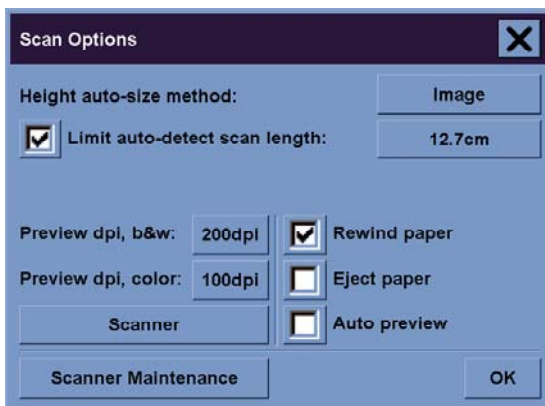 Scan Options
Height auto-size method: Image
Limit auto-detect scan length: 12.7cm
Preview dpi, b&w: 200dpi Rewind paper
Preview dpi, color: 100dpi Eject paper
Scanner Auto preview
Scanner Maintenance OK